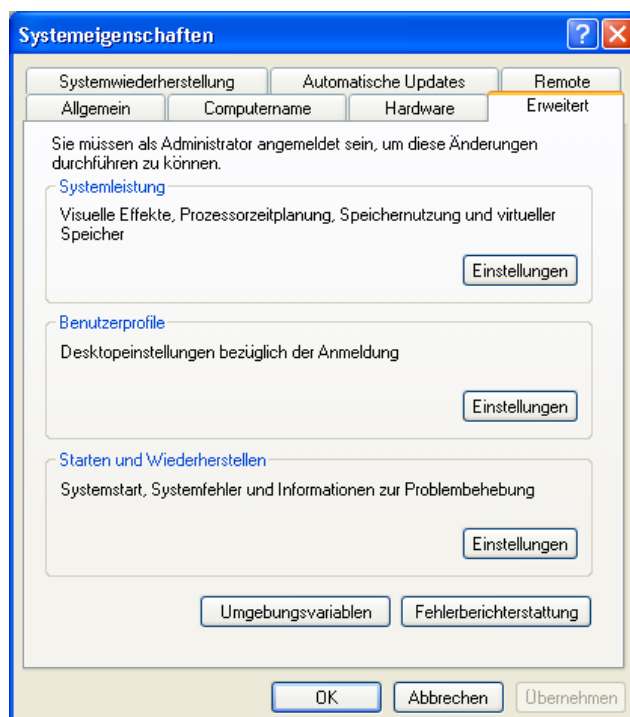 Systemeigenschaften
Systemwiederherstellung Automatische Updates Remote
Allgemein Computername Hardware Erweitert
Sie müssen als Administrator angemeldet sein, um diese Änderungen
durchführen zu können.
Systemleistung
Visuelle Effekte, Prozessorzeitplanung, Speichernutzung und virtueller
Speicher
Einstellungen
Benutzerprofile
Desktopeinstellungen bezüglich der Anmeldung
Einstellungen
Starten und Wiederherstellen
Systemstart, Systemfehler und Informationen zur Problembehebung
Einstellungen
Umgebungsvariablen Fehlerberichterstattung
OK Abbrechen Übernehmen